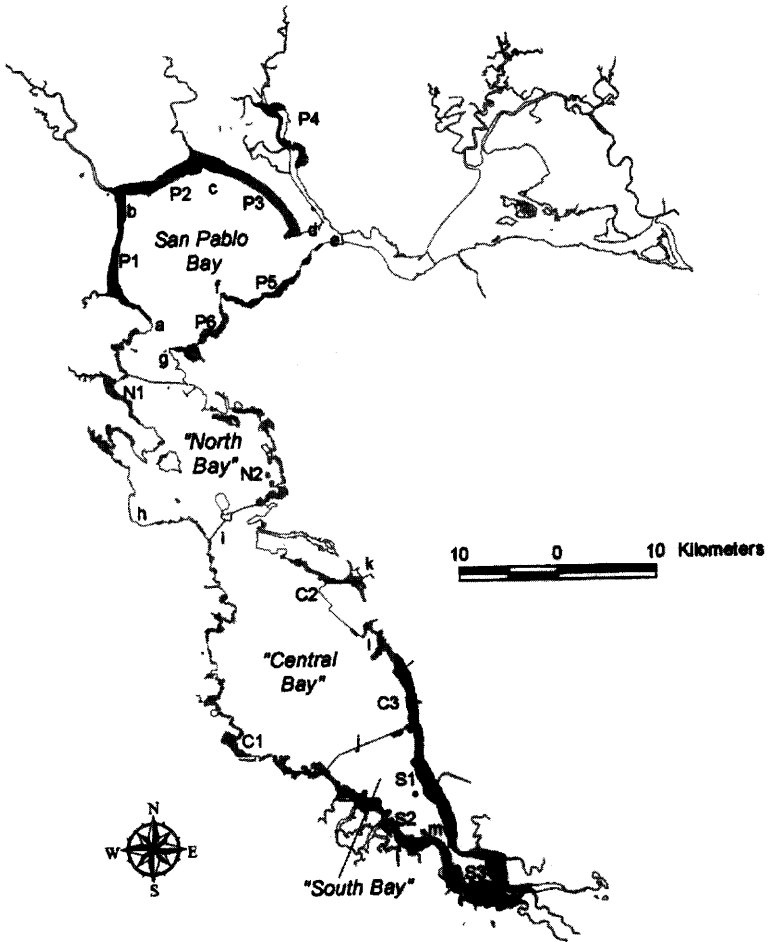 P4
P2
c
P3
b
San Pablo
Bay
d
e
P1
f
P5
P6
a
g
N1
"North
Bay"
N2
h
i
10 0 10 Kilometers
k
C2
l
"Central
Bay"
C3
C1
j
S1
S2
m
N
W E
S
S3
"South Bay"